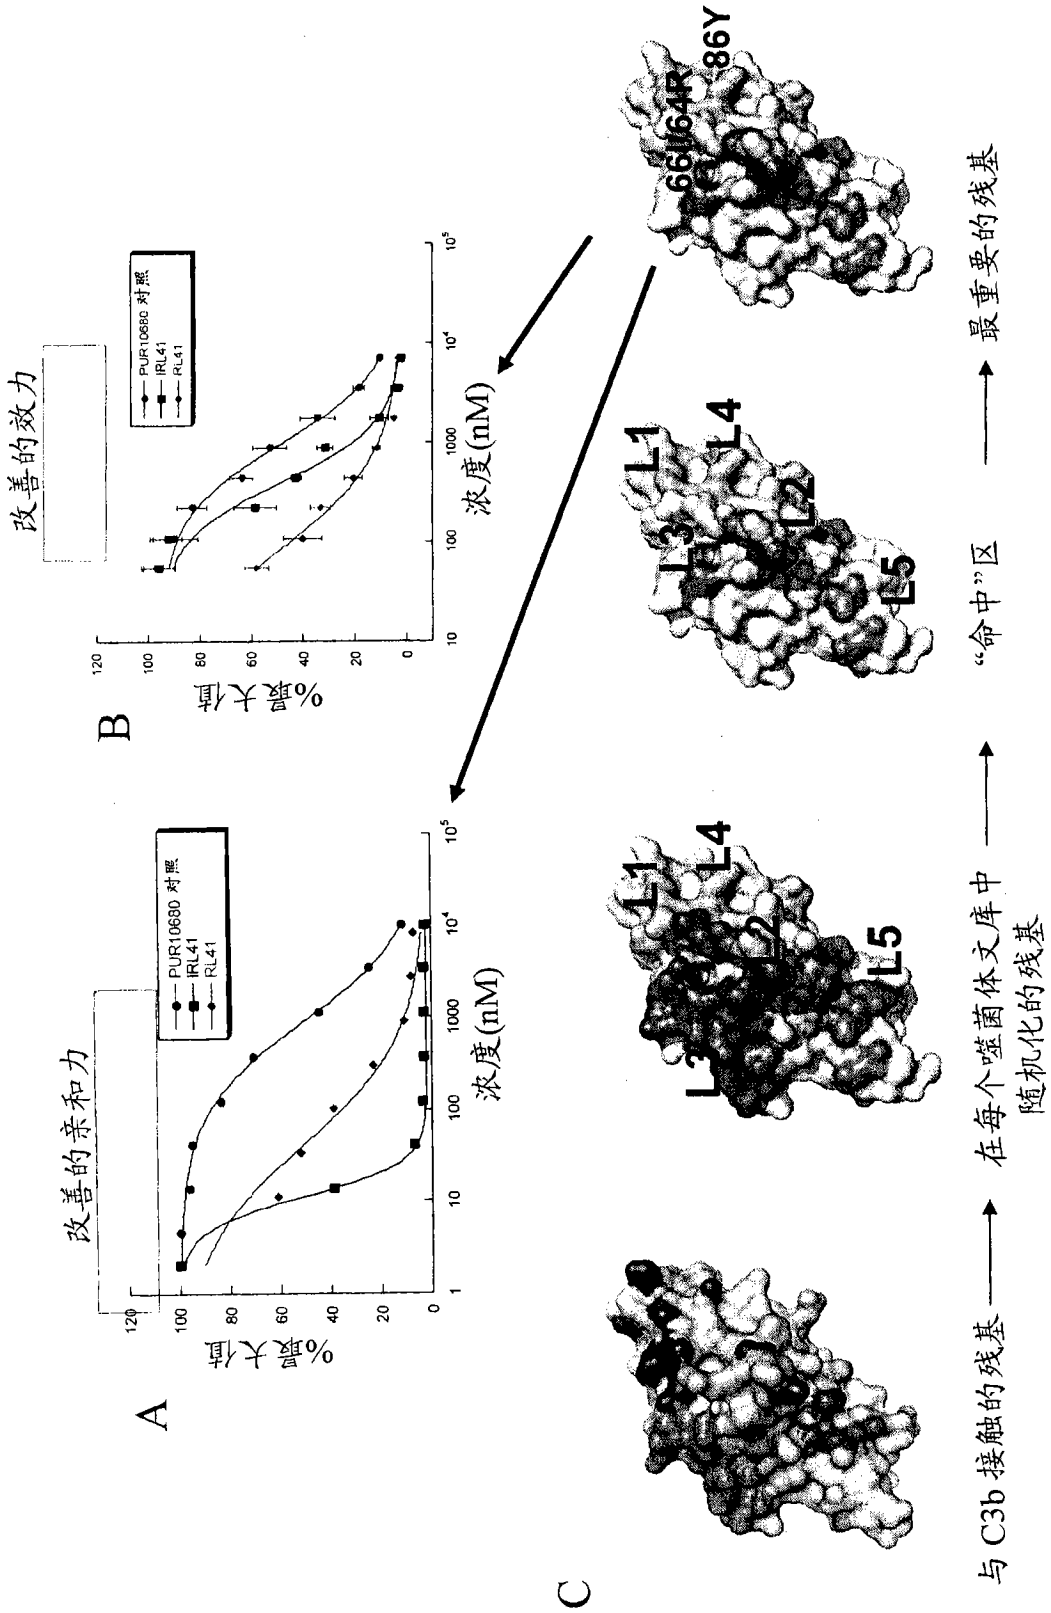 A
改善的亲和力
PUR10680 对照
IRL41
RL41
%最大值
120
100
80
60
40
20
0
1
10
100
1000
10⁴
10⁵
浓度(nM)
B
改善的效力
PUR10680 对照
IRL41
RL41
%最大值
120
100
80
60
40
20
0
10
100
1000
10⁴
10⁵
浓度(nM)
C
L1
L2
L3
L4
L5
L1
L2
L3
L4
L5
64R
86Y
与 C3b 接触的残基
在每个噬菌体文库中
随机化的残基
“命中”区
最重要的残基